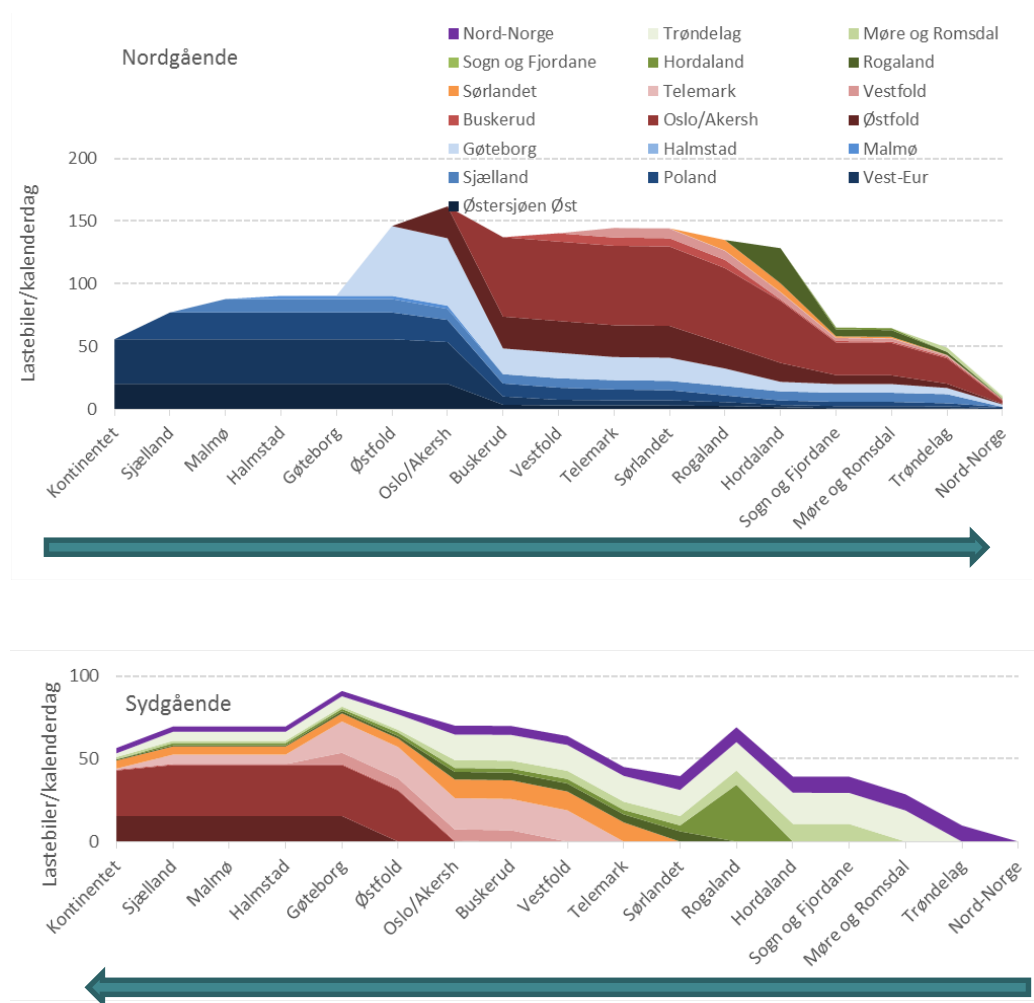 Nordgående
Nord-Norge Trøndelag Møre og Romsdal
Sogn og Fjordane Hordaland Rogaland
Sørlandet Telemark Vestfold
Buskerud Oslo/Akersh Østfold
Gøteborg Halmstad Malmø
Sjælland Poland Vest-Eur
Østersjøen Øst
Lastebiler/kalenderdag
200
150
100
50
0
Kontinentet
Sjælland
Malmø
Halmstad
Gøteborg
Østfold
Oslo/Akersh
Buskerud
Vestfold
Telemark
Sørlandet
Rogaland
Hordaland
Sogn og Fjordane
Møre og Romsdal
Trøndelag
Nord-Norge
Sydgående
Lastebiler/kalenderdag
100
50
0
Kontinentet
Sjælland
Malmø
Halmstad
Gøteborg
Østfold
Oslo/Akersh
Buskerud
Vestfold
Telemark
Sørlandet
Rogaland
Hordaland
Sogn og Fjordane
Møre og Romsdal
Trøndelag
Nord-Norge